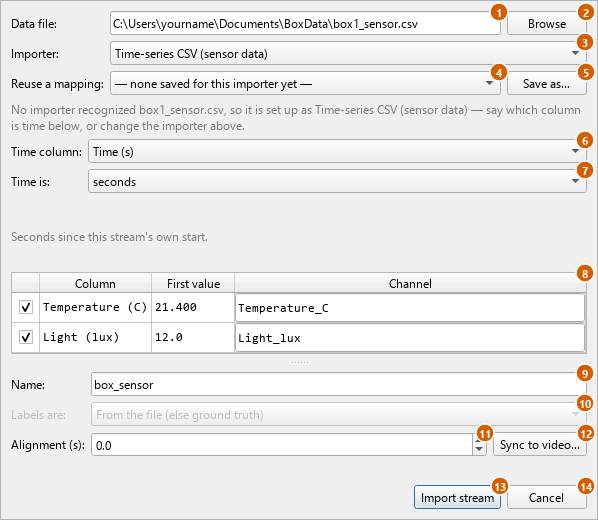 Data file: C:\Users\yourname\Documents\BoxData\box1_sensor.csv 1 Browse 2
Importer: Time-series CSV (sensor data) 3
Reuse a mapping: — none saved for this importer yet — 4 Save as... 5
No importer recognized box1_sensor.csv, so it is set up as Time-series CSV (sensor data) — say which column
is time below, or change the importer above.
Time column: Time (s) 6
Time is: seconds 7
Seconds since this stream's own start.
Column First value Channel 8
Temperature (C) 21.400 Temperature_C
Light (lux) 12.0 Light_lux
Name: box_sensor 9
Labels are: From the file (else ground truth) 10
Alignment (s): 0.0 11 Sync to video... 12
Import stream 13 Cancel 14